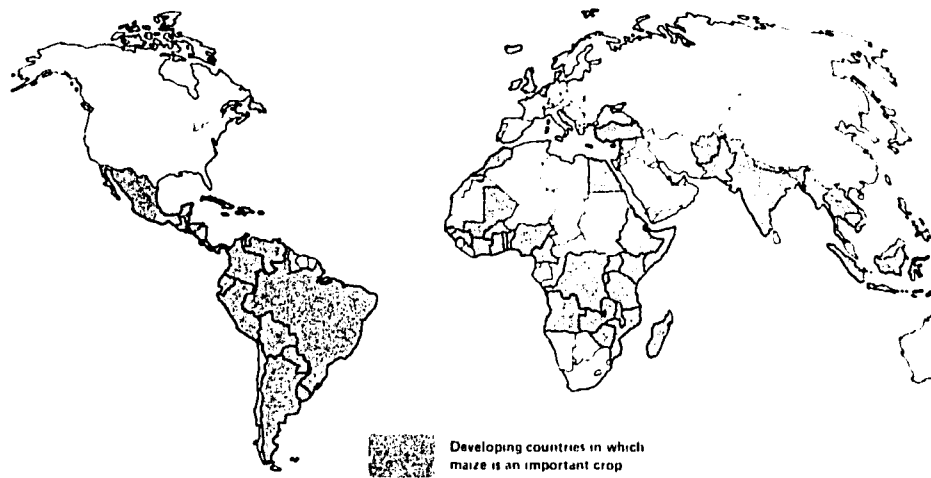 Developing countries in which
maize is an important crop